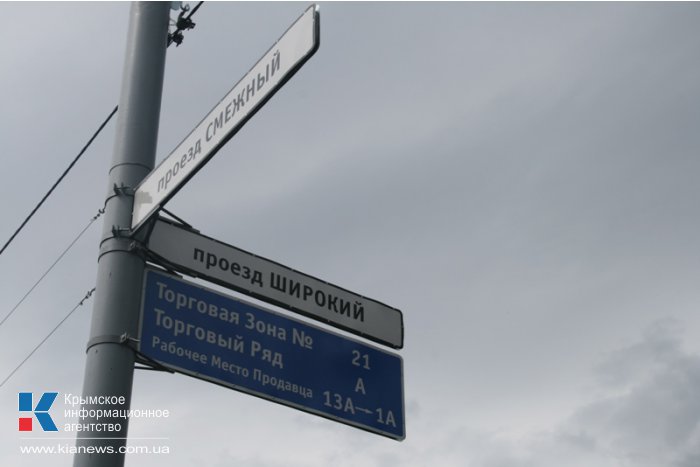 проезд СМЕЖНЫЙ
проезд ШИРОКИЙ
Торговая Зона № 21
Торговый Ряд А
Рабочее Место Продавца 13А→1А
Крымское
информационное
агентство
www.kianews.com.ua